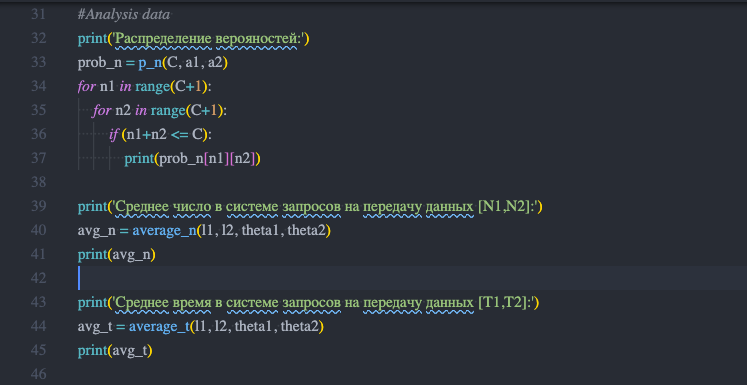 31 #Analysis data
32 print('Распределение верояностей:')
33 prob_n = p_n(C, a1, a2)
34 for n1 in range(C+1):
35 for n2 in range(C+1):
36 if (n1+n2 <= C):
37 print(prob_n[n1][n2])
38
39 print('Среднее число в системе запросов на передачу данных [N1,N2]:')
40 avg_n = average_n(l1, l2, theta1, theta2)
41 print(avg_n)
42
43 print('Среднее время в системе запросов на передачу данных [T1,T2]:')
44 avg_t = average_t(l1, l2, theta1, theta2)
45 print(avg_t)
46